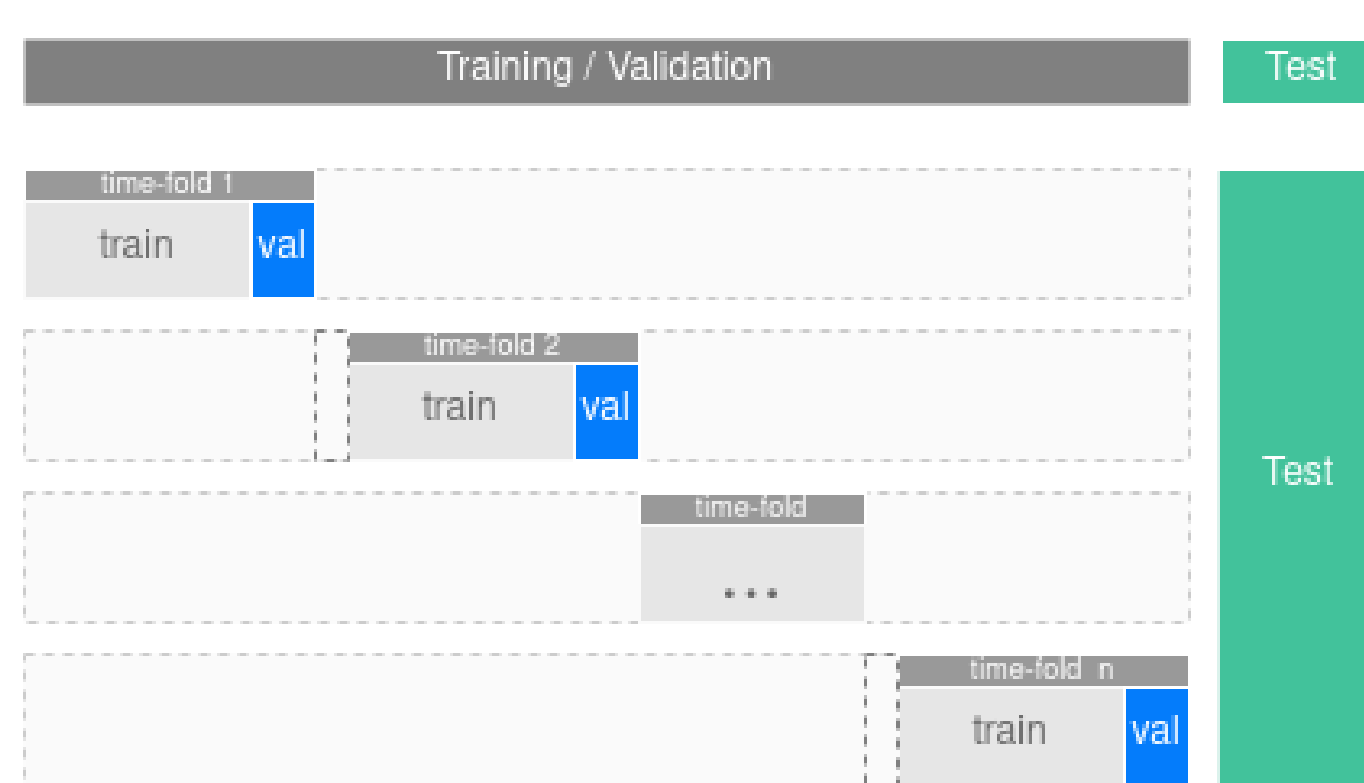 Training / Validation
Test
time-fold 1
train
val
time-fold 2
train
val
Test
time-fold
...
time-fold n
train
val